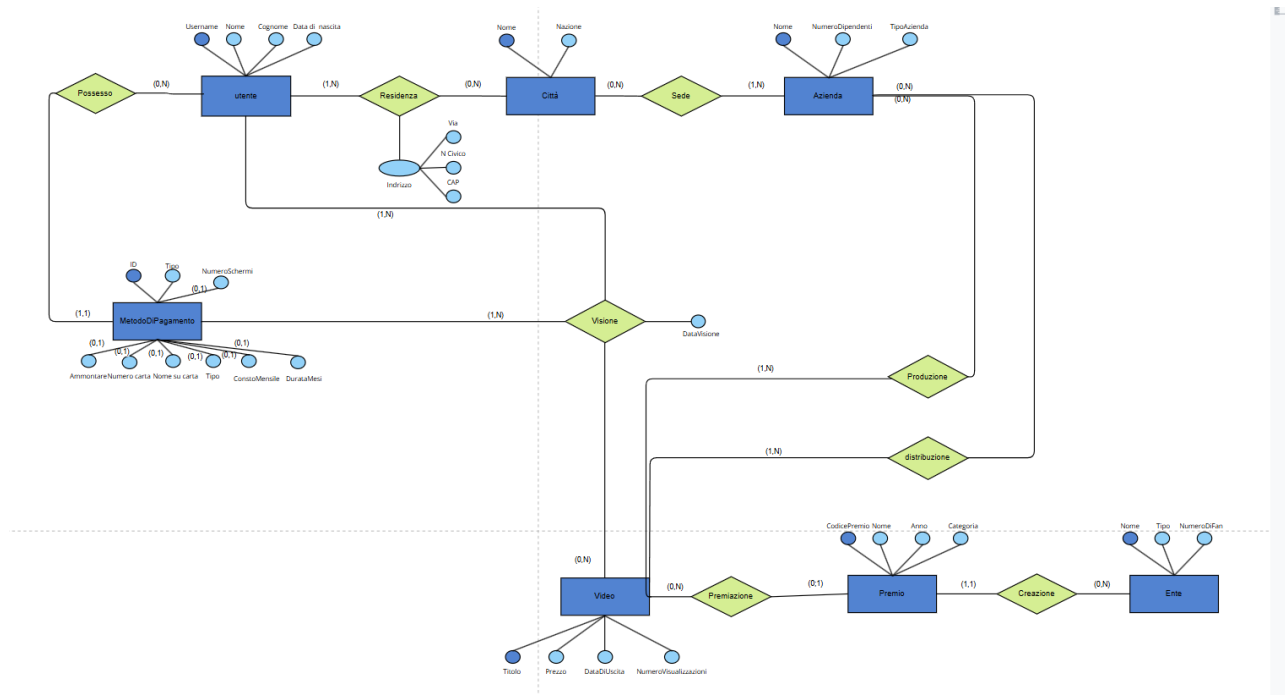 Username Nome Cognome Data di nascita
Nome Nazione
Nome NumeroDipendenti TipoAzienda
Possesso (0,N) utente (1,N) Residenza (0,N) Città (0,N) Sede (1,N) Azienda (0,N)
(0,N)
Via
N Civico
CAP
Indrizzo
(1,N)
ID Tipo NumeroSchermi
(0,1)
(1,1) MetodoDiPagamento (1,N) Visione DataVisione
(0,1) (0,1) (0,1) (0,1) (0,1) (0,1)
Ammontare Numero carta Nome su carta Tipo ConstoMensile DurataMesi
(1,N) Produzione
(1,N) distribuzione
CodicePremio Nome Anno Categoria
Nome Tipo NumeroDiFan
(0,N)
Video (0,N) Premiazione (0;1) Premio (1,1) Creazione (0,N) Ente
Titolo Prezzo DataDiUscita NumeroVisualizzazioni